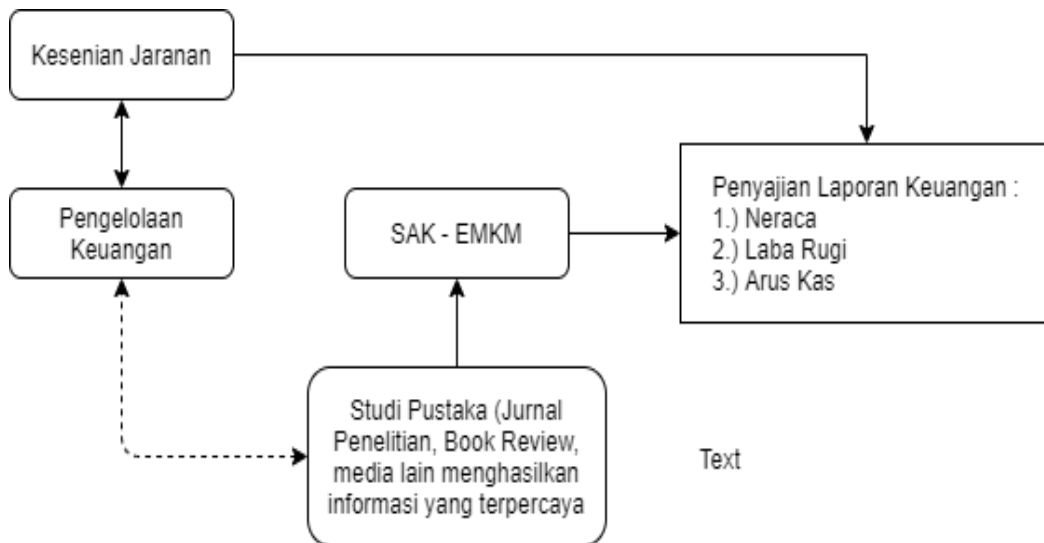 Kesenian Jaranan
Pengelolaan
Keuangan
SAK - EMKM
Penyajian Laporan Keuangan :
1.) Neraca
2.) Laba Rugi
3.) Arus Kas
Studi Pustaka (Jurnal
Penelitian, Book Review,
media lain menghasilkan
informasi yang terpercaya
Text